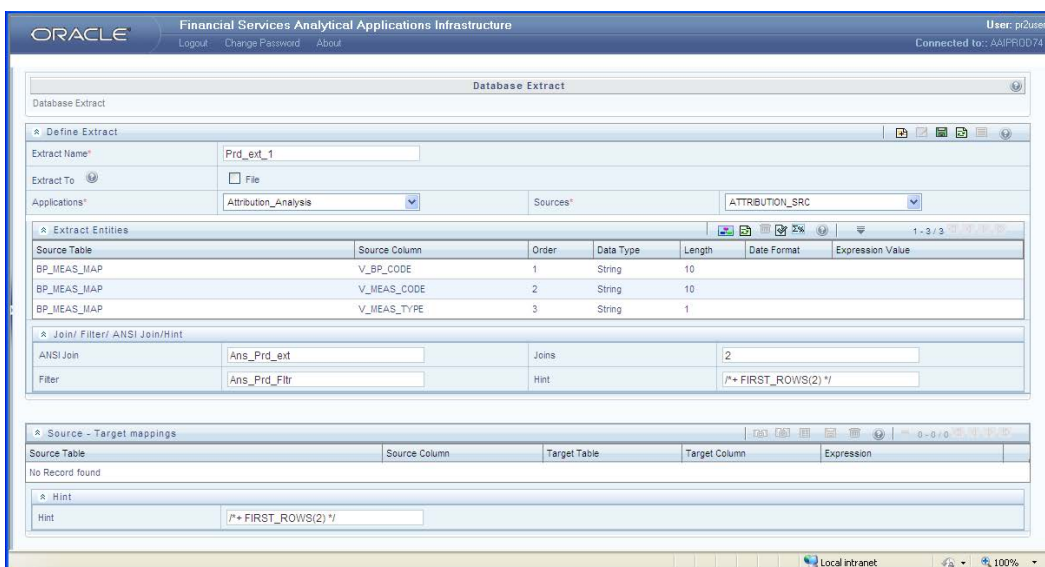 ORACLE
Financial Services Analytical Applications Infrastructure
User: pr2user
Logout Change Password About
Connected to:: AAIPROD74
Database Extract
Database Extract
Define Extract
Extract Name* Prd_ext_1
Extract To File
Applications* Attribution_Analysis Sources* ATTRIBUTION_SRC
Extract Entities 1 - 3 / 3
Source Table Source Column Order Data Type Length Date Format Expression Value
BP_MEAS_MAP V_BP_CODE 1 String 10
BP_MEAS_MAP V_MEAS_CODE 2 String 10
BP_MEAS_MAP V_MEAS_TYPE 3 String 1
Join/ Filter/ ANSI Join/Hint
ANSI Join Ans_Prd_ext Joins 2
Filter Ans_Prd_Fltr Hint /*+ FIRST_ROWS(2) */
Source - Target mappings 0 - 0 / 0
Source Table Source Column Target Table Target Column Expression
No Record found
Hint
Hint /*+ FIRST_ROWS(2) */
Local intranet 100%